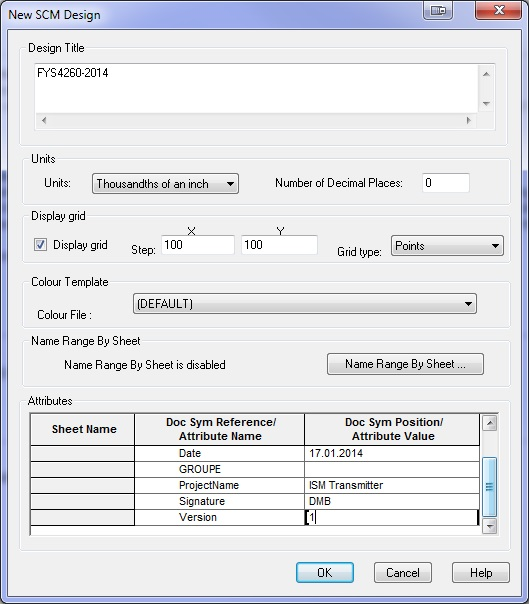 New SCM Design
Design Title
FYS4260-2014
Units
Units: Thousandths of an inch Number of Decimal Places: 0
Display grid
X Y
Display grid Step: 100 100 Grid type: Points
Colour Template
Colour File : (DEFAULT)
Name Range By Sheet
Name Range By Sheet is disabled Name Range By Sheet ...
Attributes
Sheet Name Doc Sym Reference/ Attribute Name Doc Sym Position/ Attribute Value
Date 17.01.2014
GROUPE
ProjectName ISM Transmitter
Signature DMB
Version 1
OK Cancel Help